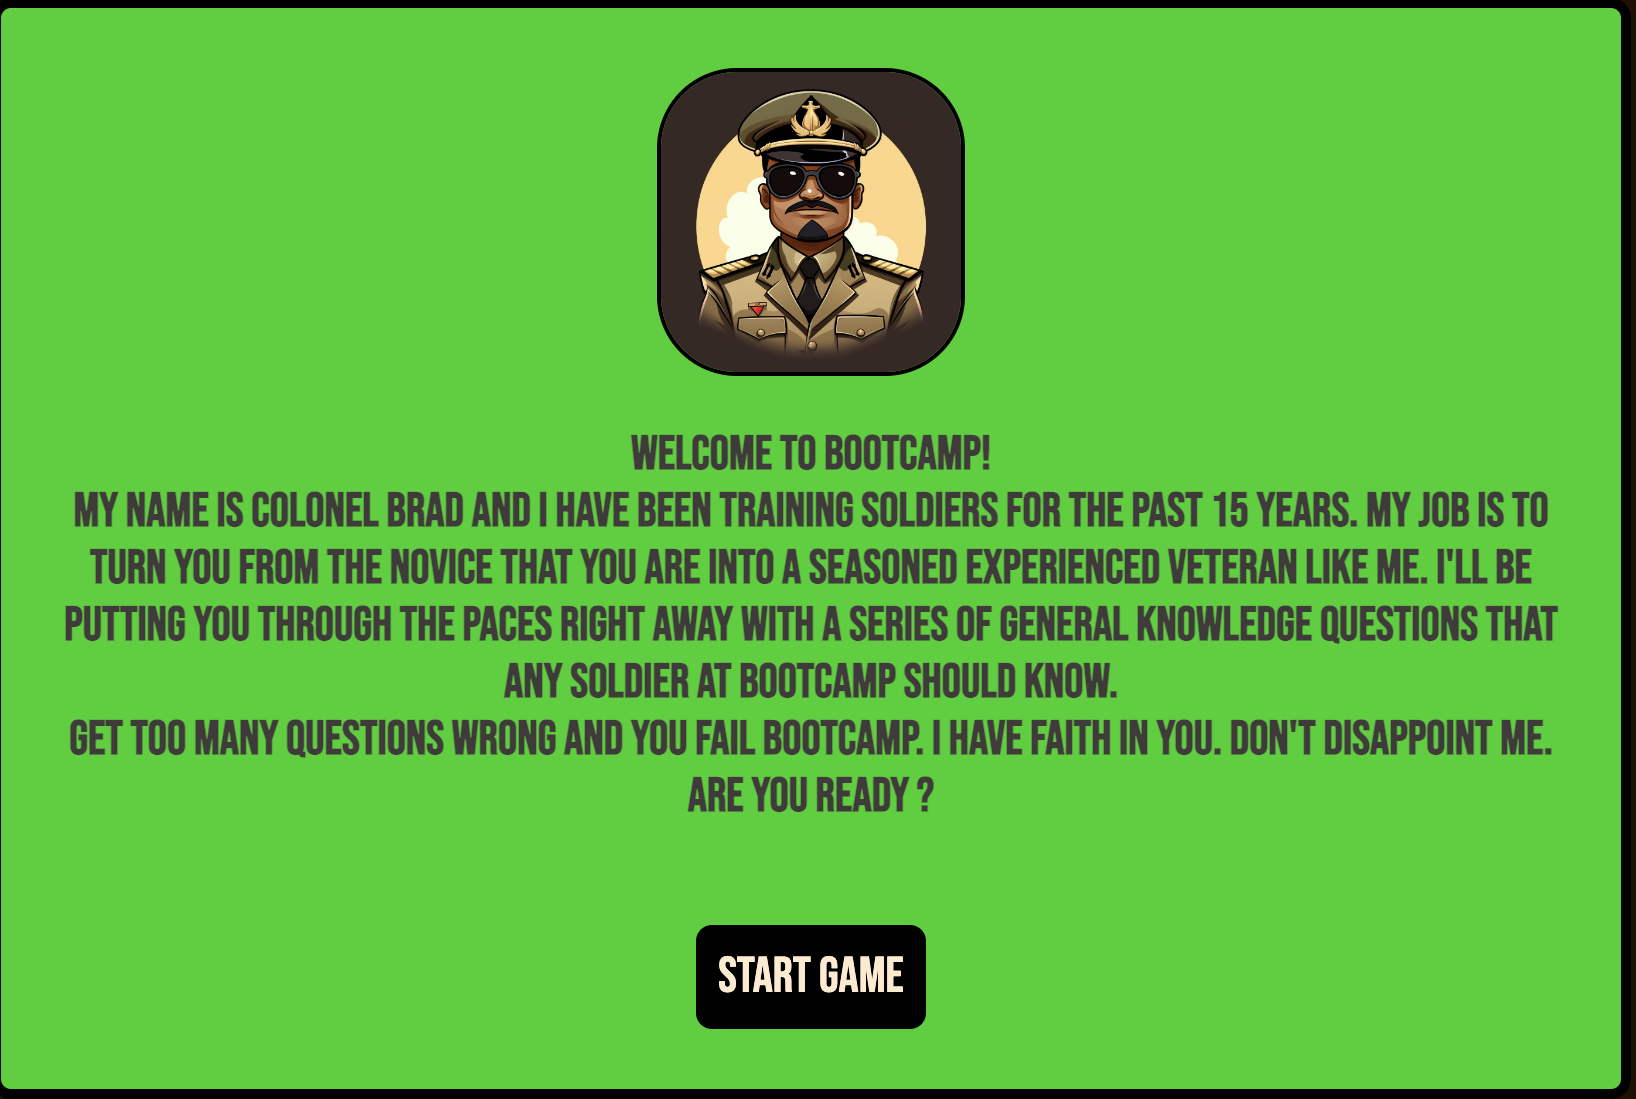 WELCOME TO BOOTCAMP!
MY NAME IS COLONEL BRAD AND I HAVE BEEN TRAINING SOLDIERS FOR THE PAST 15 YEARS. MY JOB IS TO
TURN YOU FROM THE NOVICE THAT YOU ARE INTO A SEASONED EXPERIENCED VETERAN LIKE ME. I'LL BE
PUTTING YOU THROUGH THE PACES RIGHT AWAY WITH A SERIES OF GENERAL KNOWLEDGE QUESTIONS THAT
ANY SOLDIER AT BOOTCAMP SHOULD KNOW.
GET TOO MANY QUESTIONS WRONG AND YOU FAIL BOOTCAMP. I HAVE FAITH IN YOU. DON'T DISAPPOINT ME.
ARE YOU READY ?
START GAME